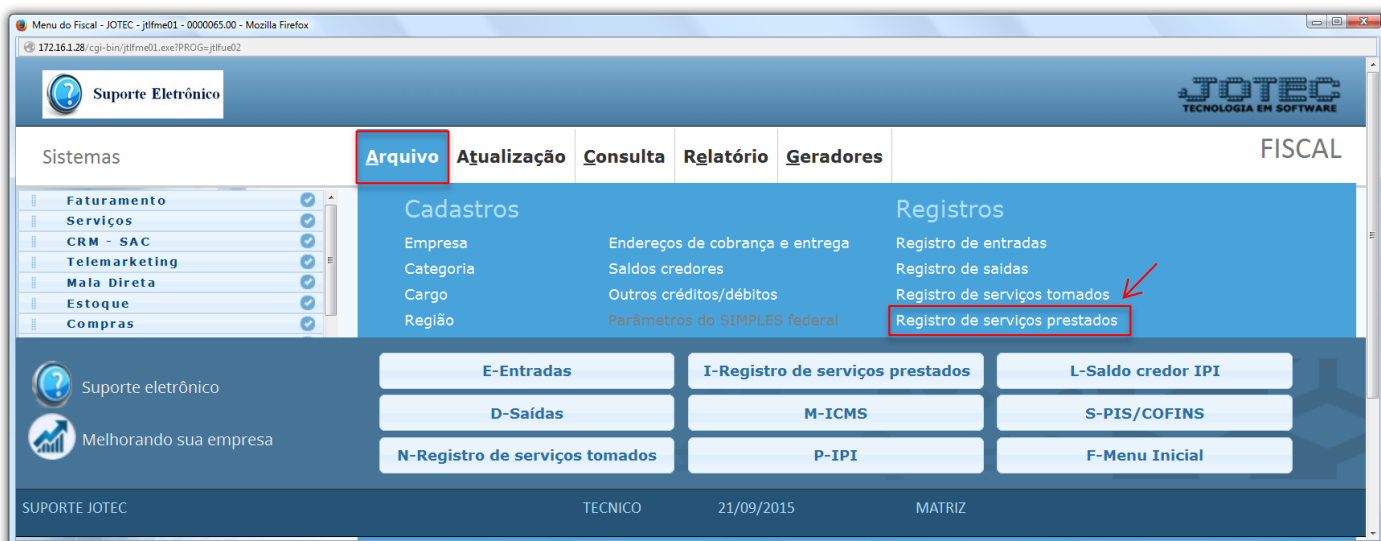 Menu do Fiscal - JOTEC - jtlfme01 - 0000065.00 - Mozilla Firefox
172.16.1.28/cgi-bin/jtlfme01.exe?PROG=jtlfue02
Suporte Eletrônico
JOTEC
TECNOLOGIA EM SOFTWARE
Sistemas
Arquivo Atualização Consulta Relatório Geradores
FISCAL
Faturamento
Serviços
CRM - SAC
Telemarketing
Mala Direta
Estoque
Compras
Cadastros
Registros
Empresa Endereços de cobrança e entrega Registro de entradas
Categoria Saldos credores Registro de saidas
Cargo Outros créditos/débitos Registro de serviços tomados
Região Parâmetros do SIMPLES federal Registro de serviços prestados
Suporte eletrônico
Melhorando sua empresa
E-Entradas I-Registro de serviços prestados L-Saldo credor IPI
D-Saídas M-ICMS S-PIS/COFINS
N-Registro de serviços tomados P-IPI F-Menu Inicial
SUPORTE JOTEC TECNICO 21/09/2015 MATRIZ